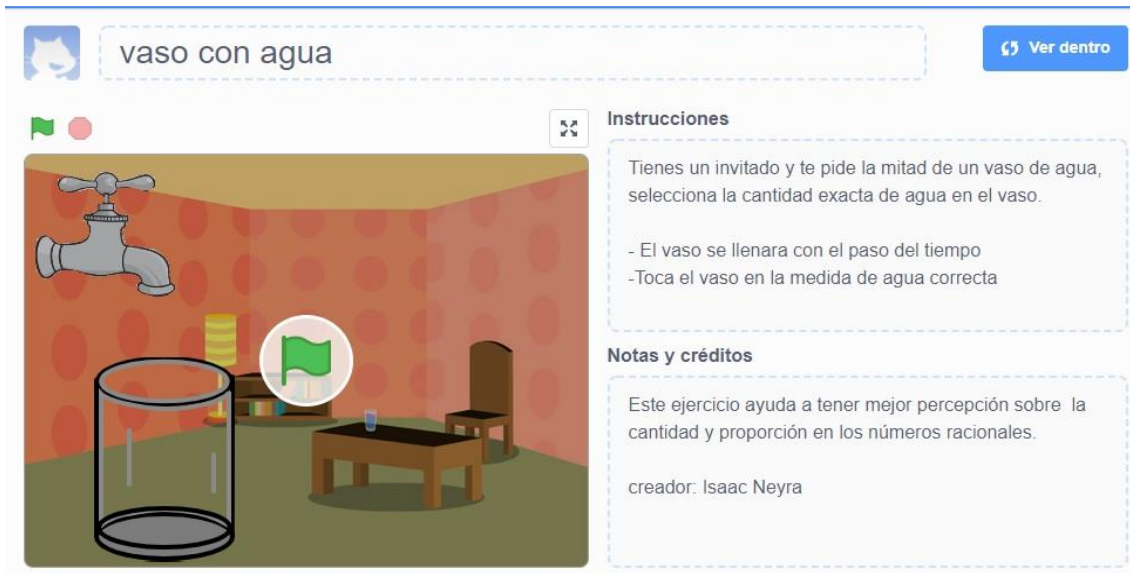 vaso con agua
Ver dentro
Instrucciones
Tienes un invitado y te pide la mitad de un vaso de agua,
selecciona la cantidad exacta de agua en el vaso.
- El vaso se llenara con el paso del tiempo
-Toca el vaso en la medida de agua correcta
Notas y créditos
Este ejercicio ayuda a tener mejor percepción sobre la
cantidad y proporción en los números racionales.
creador: Isaac Neyra